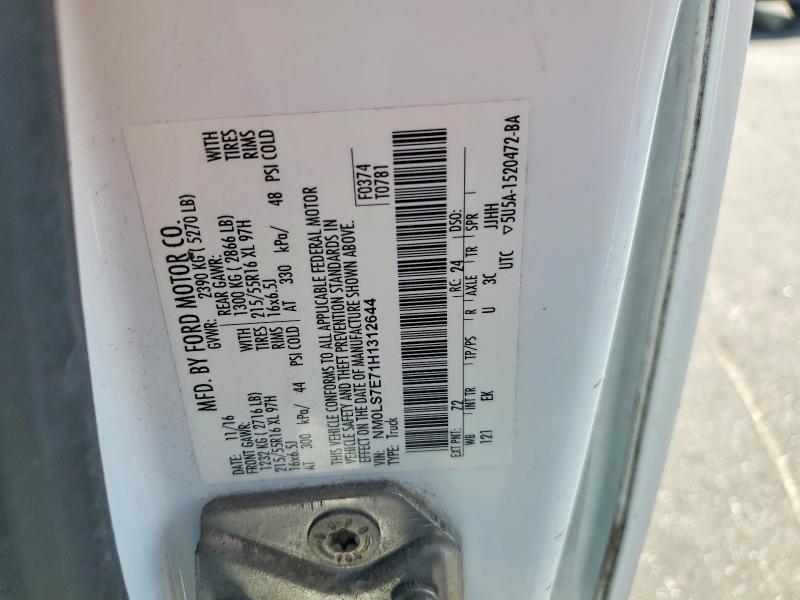 MFD. BY FORD MOTOR CO.
DATE: 11/16 GVWR: 2390 KG ( 5270 LB)
FRONT GAWR: REAR GAWR: WITH
1232 KG ( 2716 LB) WITH 1300 KG ( 2866 LB) TIRES
215/55R16 XL 97H TIRES 215/55R16 XL 97H RIMS
16x6.5J RIMS 16x6.5J PSI COLD
AT 300 kPa/ 44 PSI COLD AT 330 kPa/ 48
THIS VEHICLE CONFORMS TO ALL APPLICABLE FEDERAL MOTOR
VEHICLE SAFETY AND THEFT PREVENTION STANDARDS IN
EFFECT ON THE DATE OF MANUFACTURE SHOWN ABOVE.
VIN: NM0LS7E71H1312644
TYPE: Truck
F0374
T0781
EXT PNT: YZ RC: 24 DSO:
WB INT TR TP/PS R AXLE TR SPR
121 EK U 3C JJHH
UTC ▽5U5A-1520472-BA